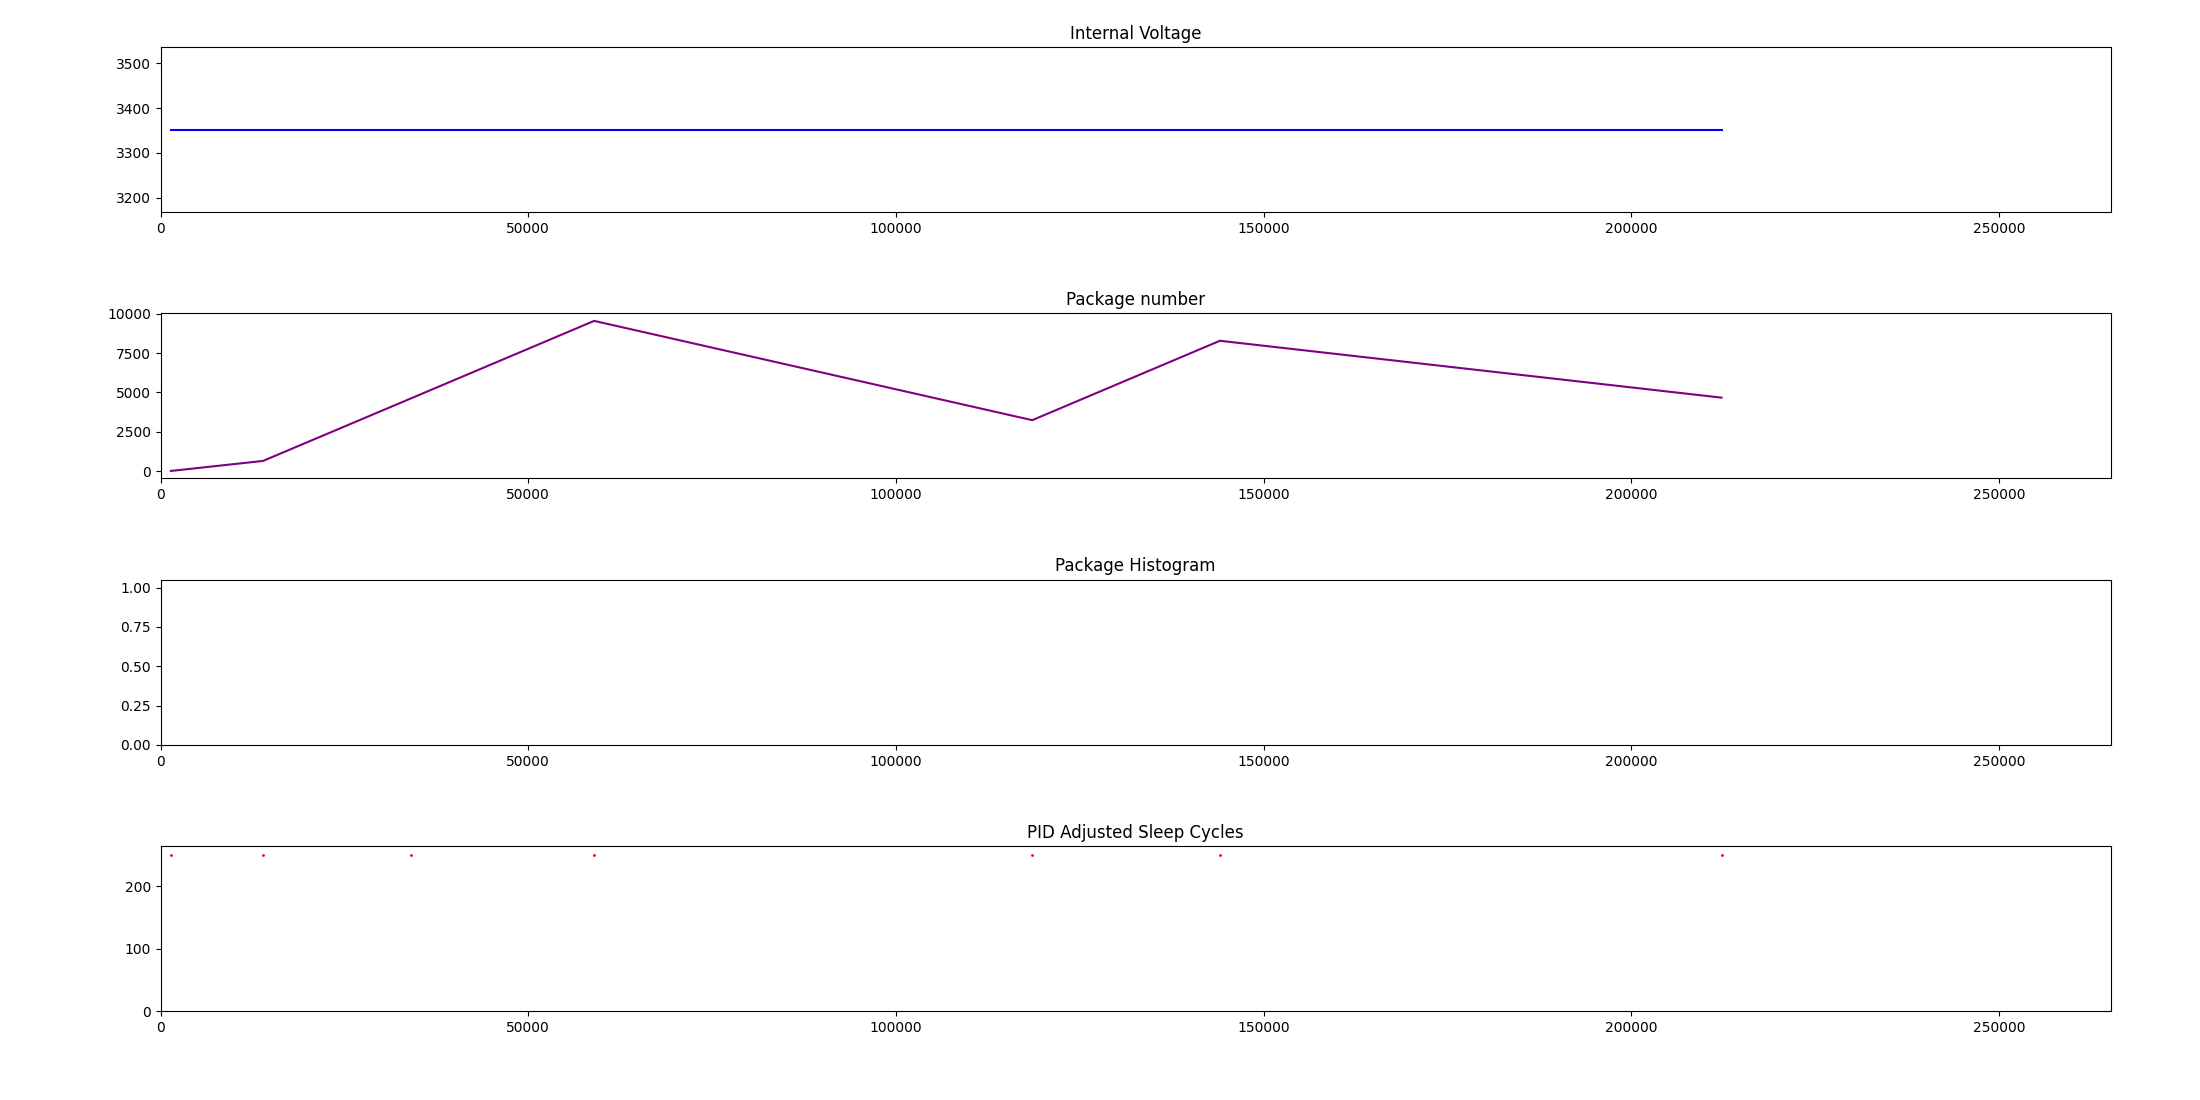 Internal Voltage
3500
3400
3300
3200
0 50000 100000 150000 200000 250000
Package number
10000
7500
5000
2500
0
0 50000 100000 150000 200000 250000
Package Histogram
1.00
0.75
0.50
0.25
0.00
0 50000 100000 150000 200000 250000
PID Adjusted Sleep Cycles
200
100
0
0 50000 100000 150000 200000 250000